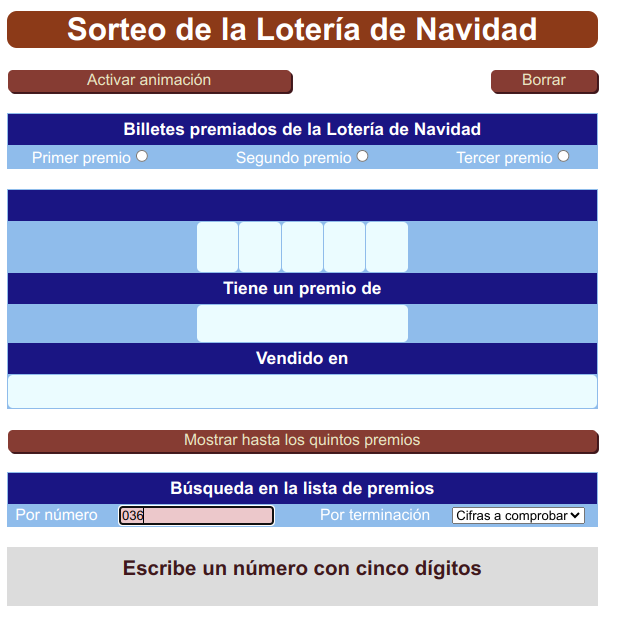 Sorteo de la Lotería de Navidad
Activar animación Borrar
Billetes premiados de la Lotería de Navidad
Primer premio Segundo premio Tercer premio
Tiene un premio de
Vendido en
Mostrar hasta los quintos premios
Búsqueda en la lista de premios
Por número 036 Por terminación Cifras a comprobar
Escribe un número con cinco dígitos